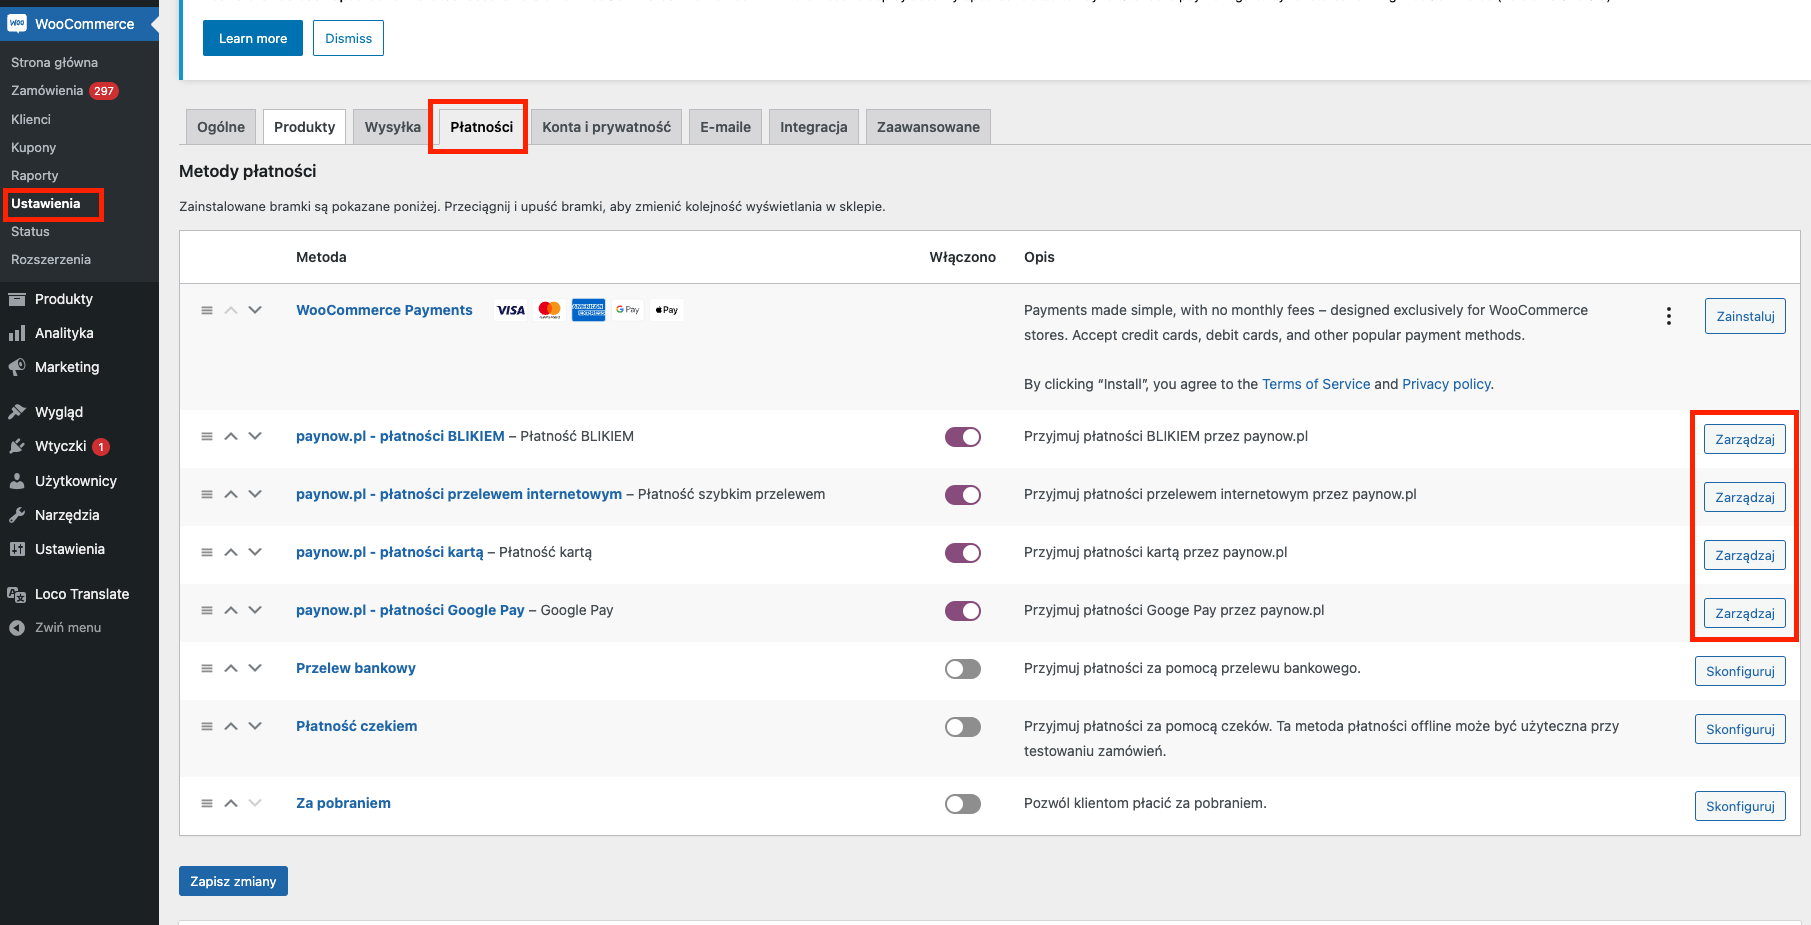 WooCommerce
Strona główna
Zamówienia 297
Klienci
Kupony
Raporty
Ustawienia
Status
Rozszerzenia
Produkty
Analityka
Marketing
Wygląd
Wtyczki 1
Użytkownicy
Narzędzia
Ustawienia
Loco Translate
Zwiń menu
Learn more Dismiss
Ogólne Produkty Wysyłka Płatności Konta i prywatność E-maile Integracja Zaawansowane
Metody płatności
Zainstalowane bramki są pokazane poniżej. Przeciągnij i upuść bramki, aby zmienić kolejność wyświetlania w sklepie.
Metoda Włączono Opis
WooCommerce Payments VISA AMERICAN EXPRESS G Pay Pay Payments made simple, with no monthly fees – designed exclusively for WooCommerce Zainstaluj
stores. Accept credit cards, debit cards, and other popular payment methods.
By clicking “Install”, you agree to the Terms of Service and Privacy policy.
paynow.pl - płatności BLIKIEM – Płatność BLIKIEM Przyjmuj płatności BLIKIEM przez paynow.pl Zarządzaj
paynow.pl - płatności przelewem internetowym – Płatność szybkim przelewem Przyjmuj płatności przelewem internetowym przez paynow.pl Zarządzaj
paynow.pl - płatności kartą – Płatność kartą Przyjmuj płatności kartą przez paynow.pl Zarządzaj
paynow.pl - płatności Google Pay – Google Pay Przyjmuj płatności Googe Pay przez paynow.pl Zarządzaj
Przelew bankowy Przyjmuj płatności za pomocą przelewu bankowego. Skonfiguruj
Płatność czekiem Przyjmuj płatności za pomocą czeków. Ta metoda płatności offline może być użyteczna przy Skonfiguruj
testowaniu zamówień.
Za pobraniem Pozwól klientom płacić za pobraniem. Skonfiguruj
Zapisz zmiany